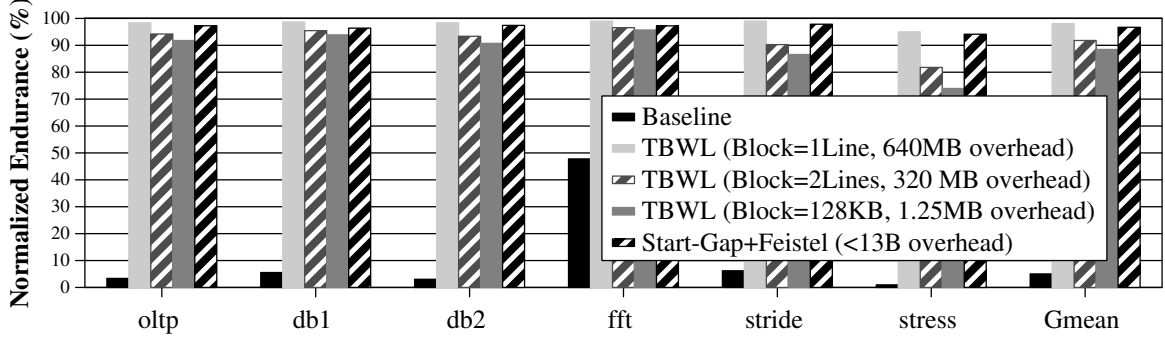 Normalized Endurance (%)
100
90
80
70
60
50
40
30
20
10
0
Baseline
TBWL (Block=1Line, 640MB overhead)
TBWL (Block=2Lines, 320 MB overhead)
TBWL (Block=128KB, 1.25MB overhead)
Start-Gap+Feistel (<13B overhead)
oltp db1 db2 fft stride stress Gmean